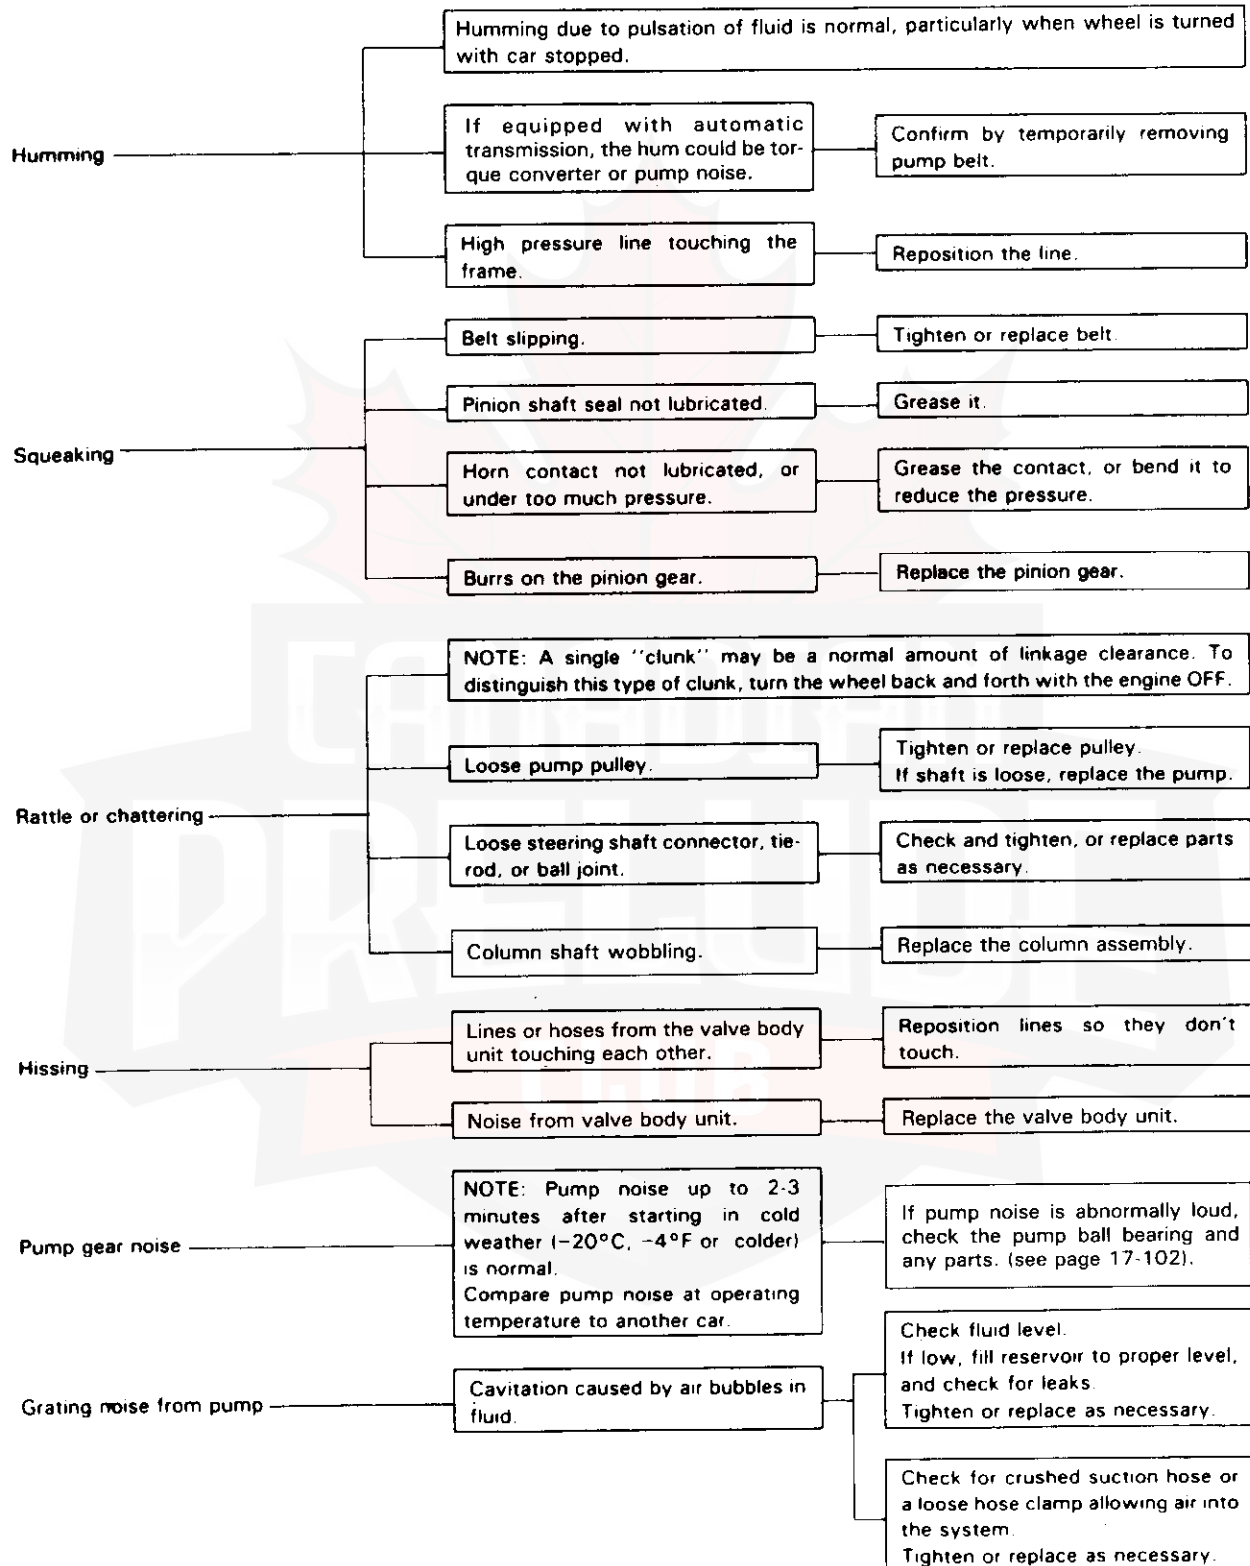 Humming due to pulsation of fluid is normal, particularly when wheel is turned
with car stopped.
Humming
If equipped with automatic
transmission, the hum could be tor-
que converter or pump noise.
Confirm by temporarily removing
pump belt.
High pressure line touching the
frame.
Reposition the line.
Belt slipping.
Tighten or replace belt.
Pinion shaft seal not lubricated.
Grease it.
Squeaking
Horn contact not lubricated, or
under too much pressure.
Grease the contact, or bend it to
reduce the pressure.
Burrs on the pinion gear.
Replace the pinion gear.
NOTE: A single "clunk" may be a normal amount of linkage clearance. To
distinguish this type of clunk, turn the wheel back and forth with the engine OFF.
Loose pump pulley.
Tighten or replace pulley.
If shaft is loose, replace the pump.
Rattle or chattering
Loose steering shaft connector, tie-
rod, or ball joint.
Check and tighten, or replace parts
as necessary.
Column shaft wobbling.
Replace the column assembly.
Hissing
Lines or hoses from the valve body
unit touching each other.
Reposition lines so they don't
touch.
Noise from valve body unit.
Replace the valve body unit.
Pump gear noise
NOTE: Pump noise up to 2-3
minutes after starting in cold
weather (−20°C, −4°F or colder)
is normal.
Compare pump noise at operating
temperature to another car.
If pump noise is abnormally loud,
check the pump ball bearing and
any parts. (see page 17-102).
Grating noise from pump
Cavitation caused by air bubbles in
fluid.
Check fluid level.
If low, fill reservoir to proper level,
and check for leaks.
Tighten or replace as necessary.
Check for crushed suction hose or
a loose hose clamp allowing air into
the system.
Tighten or replace as necessary.
CANADIAN
PRELUDE
CLUB